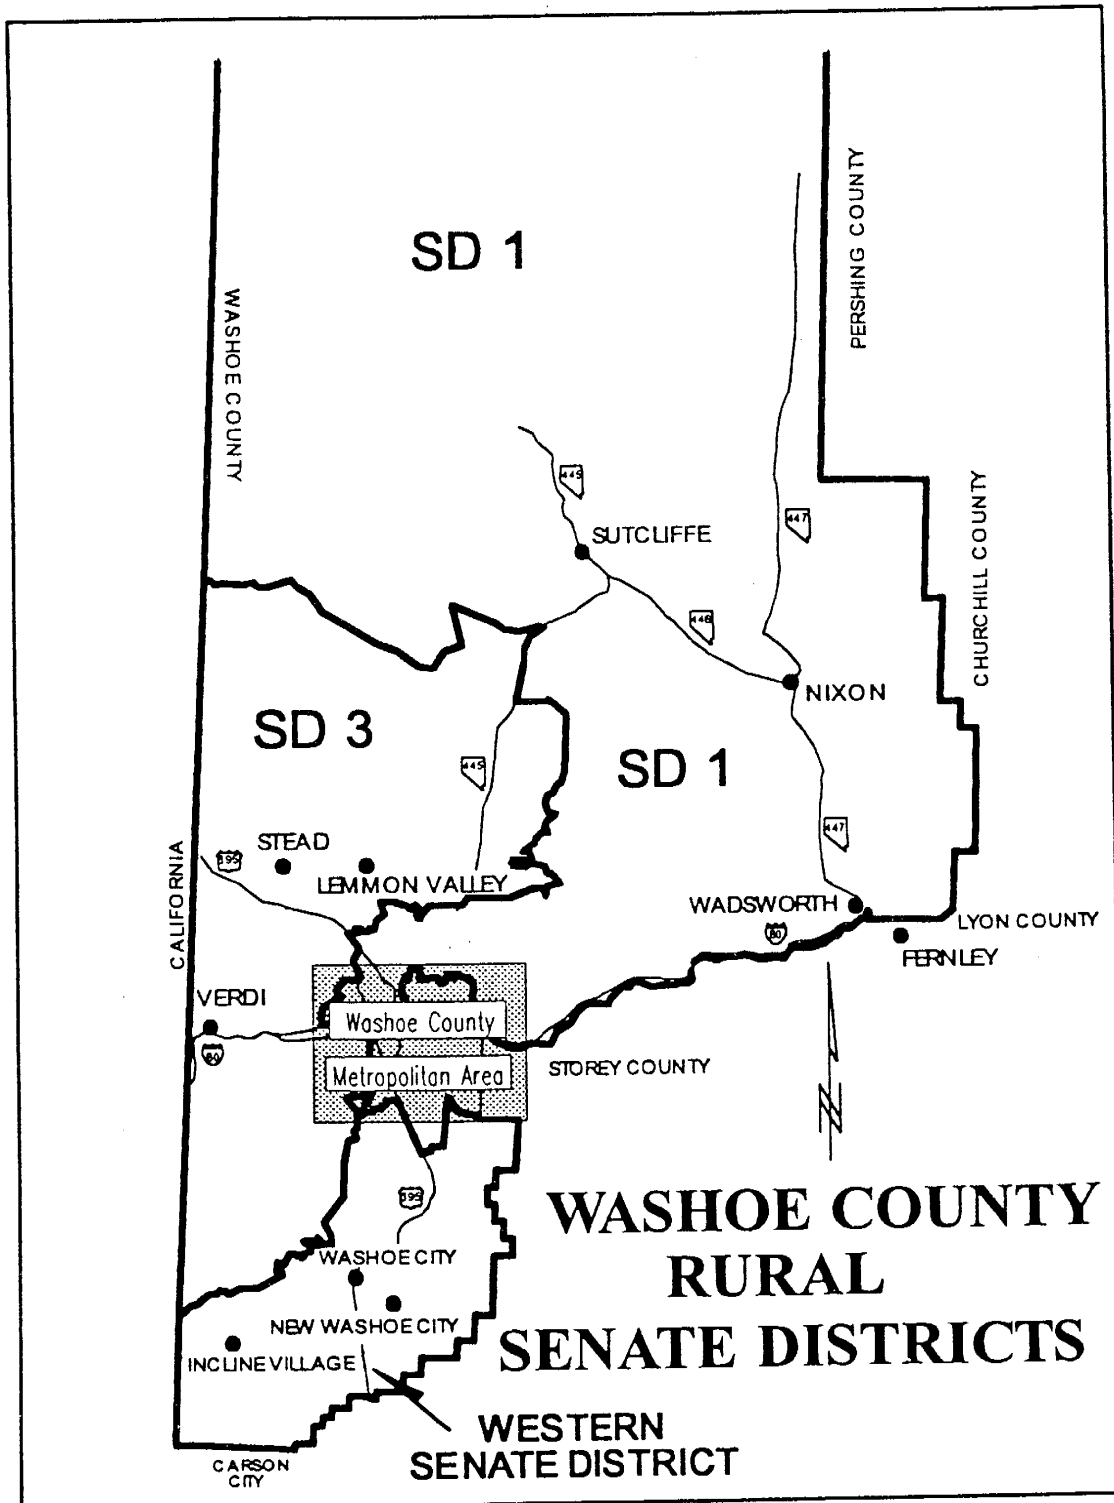 SD 1
WASHOE COUNTY
PERSHING COUNTY
445
447
SUTCLIFFE
CHURCHILL COUNTY
446
NIXON
SD 3
SD 1
445
447
STEAD
395
LEMMON VALLEY
CALIFORNIA
WADSWORTH
80
LYON COUNTY
FERNLEY
VERDI
Washoe County
80
Metropolitan Area
STOREY COUNTY
N
395
WASHOE COUNTY
RURAL
SENATE DISTRICTS
WASHOE CITY
NEW WASHOE CITY
INCLINE VILLAGE
WESTERN
SENATE DISTRICT
CARSON
CITY